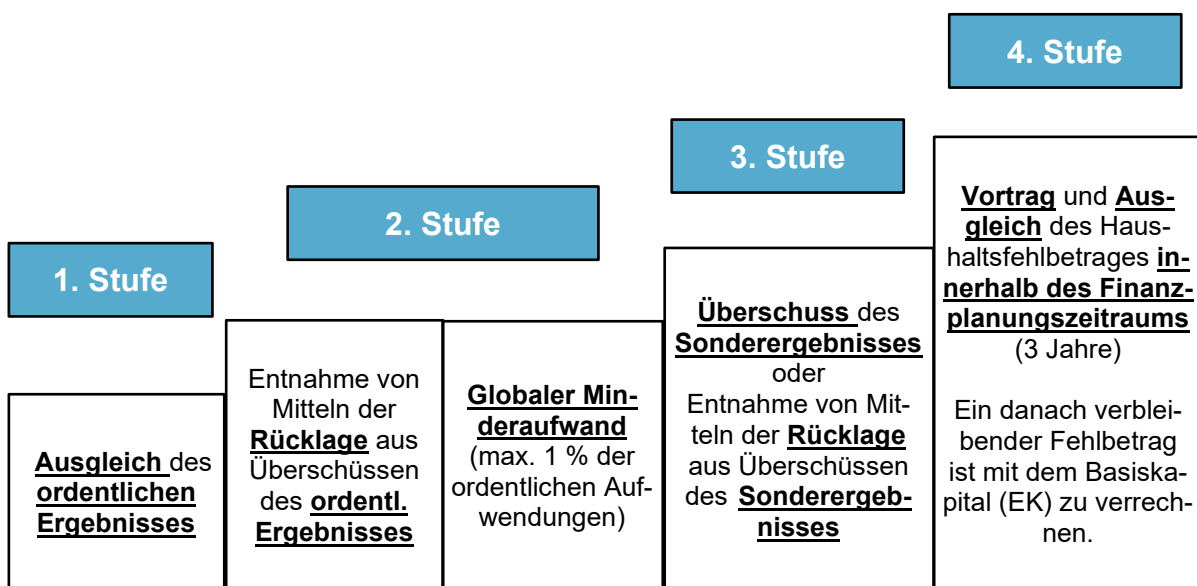 1. Stufe
Ausgleich des
ordentlichen
Ergebnisses
2. Stufe
Entnahme von
Mitteln der
Rücklage aus
Überschüssen
des ordentl.
Ergebnisses
Globaler Min-
deraufwand
(max. 1 % der
ordentlichen Auf-
wendungen)
3. Stufe
Überschuss des
Sonderergebnisses
oder
Entnahme von Mit-
teln der Rücklage
aus Überschüssen
des Sonderergeb-
nisses
4. Stufe
Vortrag und Aus-
gleich des Haus-
haltsfehlbetrages in-
nerhalb des Finanz-
planungszeitraums
(3 Jahre)
Ein danach verblei-
bender Fehlbetrag
ist mit dem Basiska-
pital (EK) zu verrech-
nen.